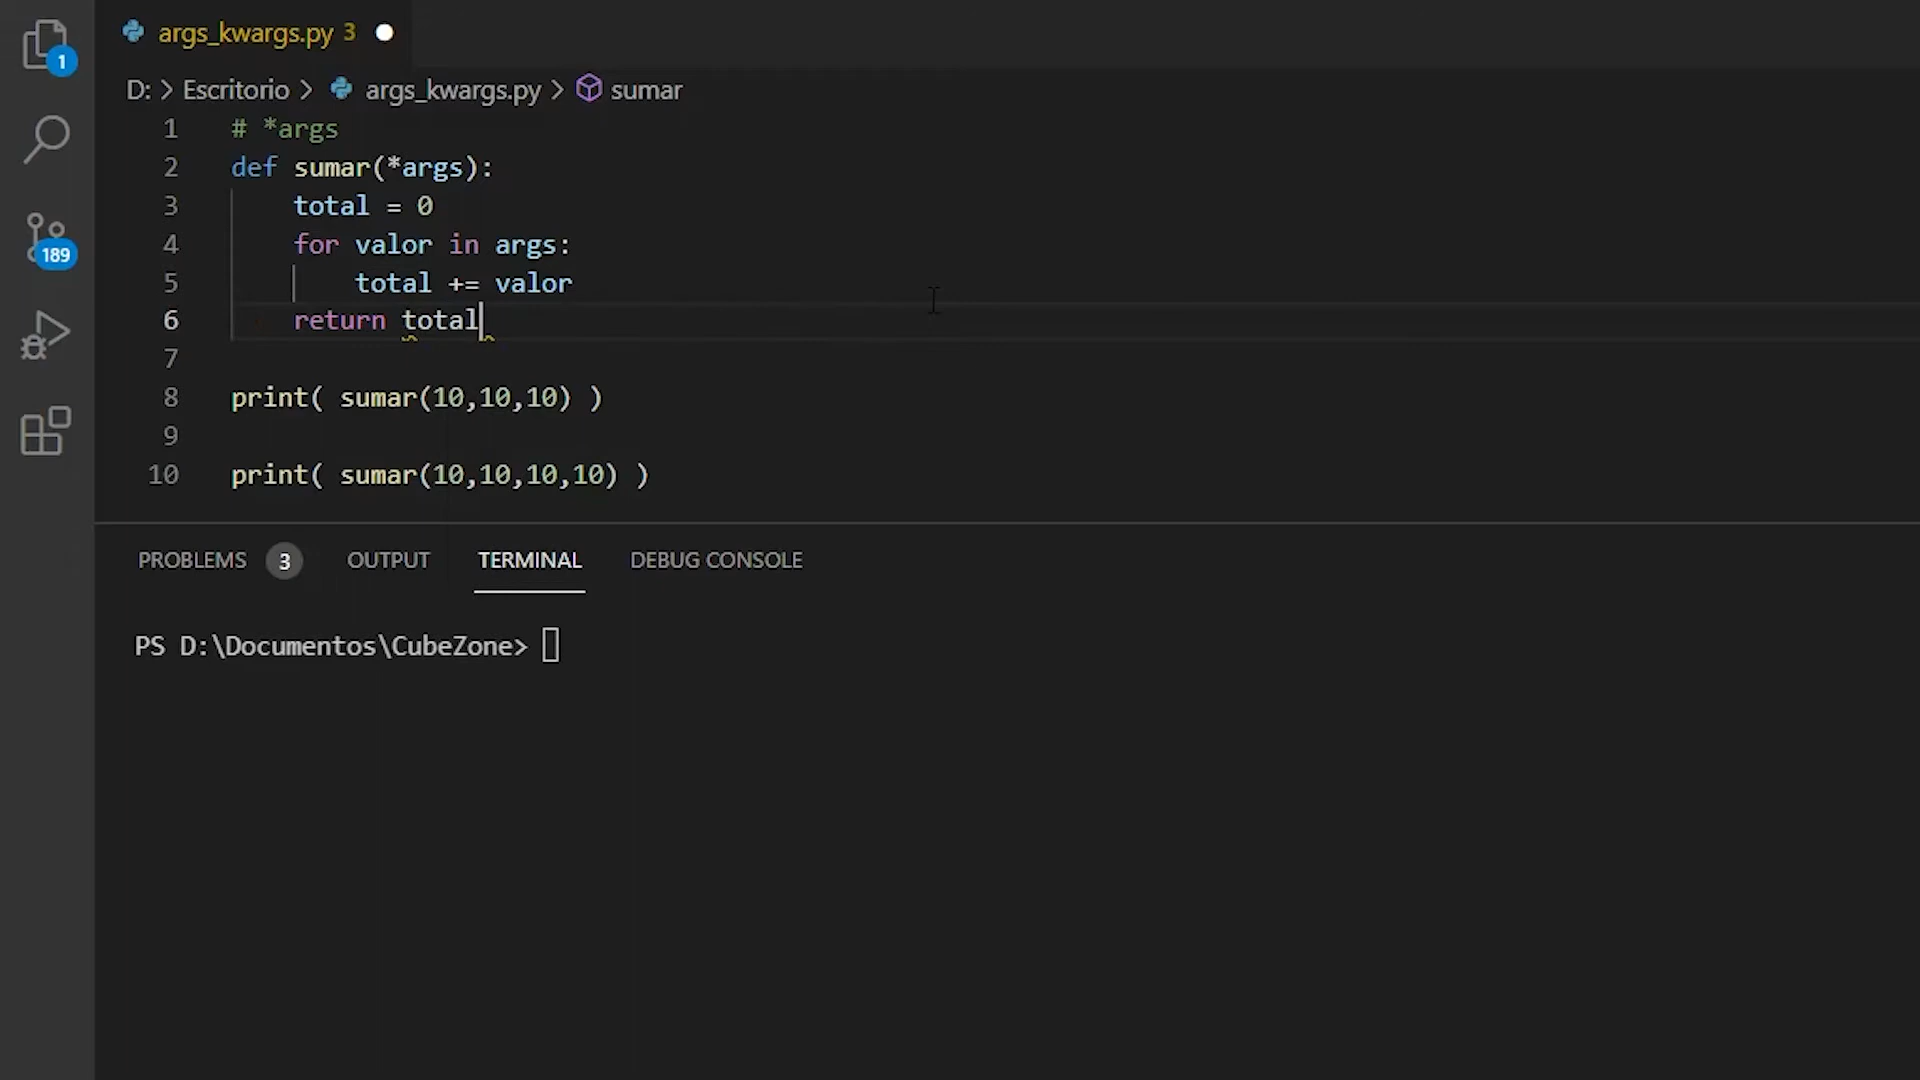 args_kwargs.py 3
1
D: > Escritorio > args_kwargs.py > sumar
1 # *args
2 def sumar(*args):
3 total = 0
4 for valor in args:
5 total += valor
6 return total
7
8 print( sumar(10,10,10) )
9
10 print( sumar(10,10,10,10) )
189
PROBLEMS 3 OUTPUT TERMINAL DEBUG CONSOLE
PS D:\Documentos\CubeZone>